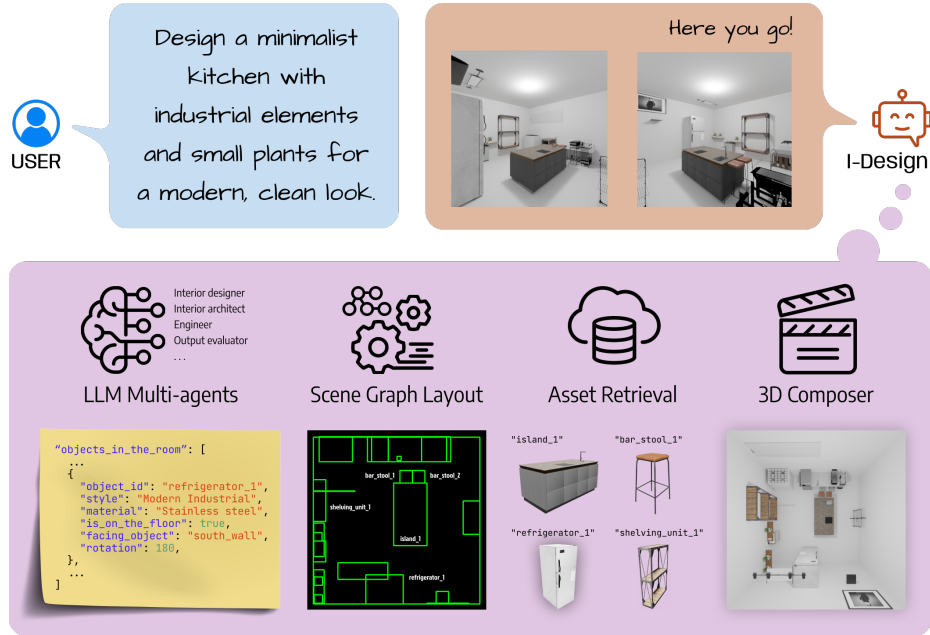 Design a minimalist
kitchen with
industrial elements
and small plants for
a modern, clean look.
USER
Here you go!
I-Design
Interior designer
Interior architect
Engineer
Output evaluator
...
LLM Multi-agents
Scene Graph Layout
Asset Retrieval
3D Composer
“objects_in_the_room”: [
...
{
"object_id": "refrigerator_1",
"style": "Modern Industrial",
"material": "Stainless steel",
"is_on_the_floor": true,
"facing_object": "south_wall",
"rotation": 180,
},
...
]
bar_stool_1
bar_stool_2
shelving_unit_1
island_1
refrigerator_1
"island_1"
"bar_stool_1"
"refrigerator_1"
"shelving_unit_1"